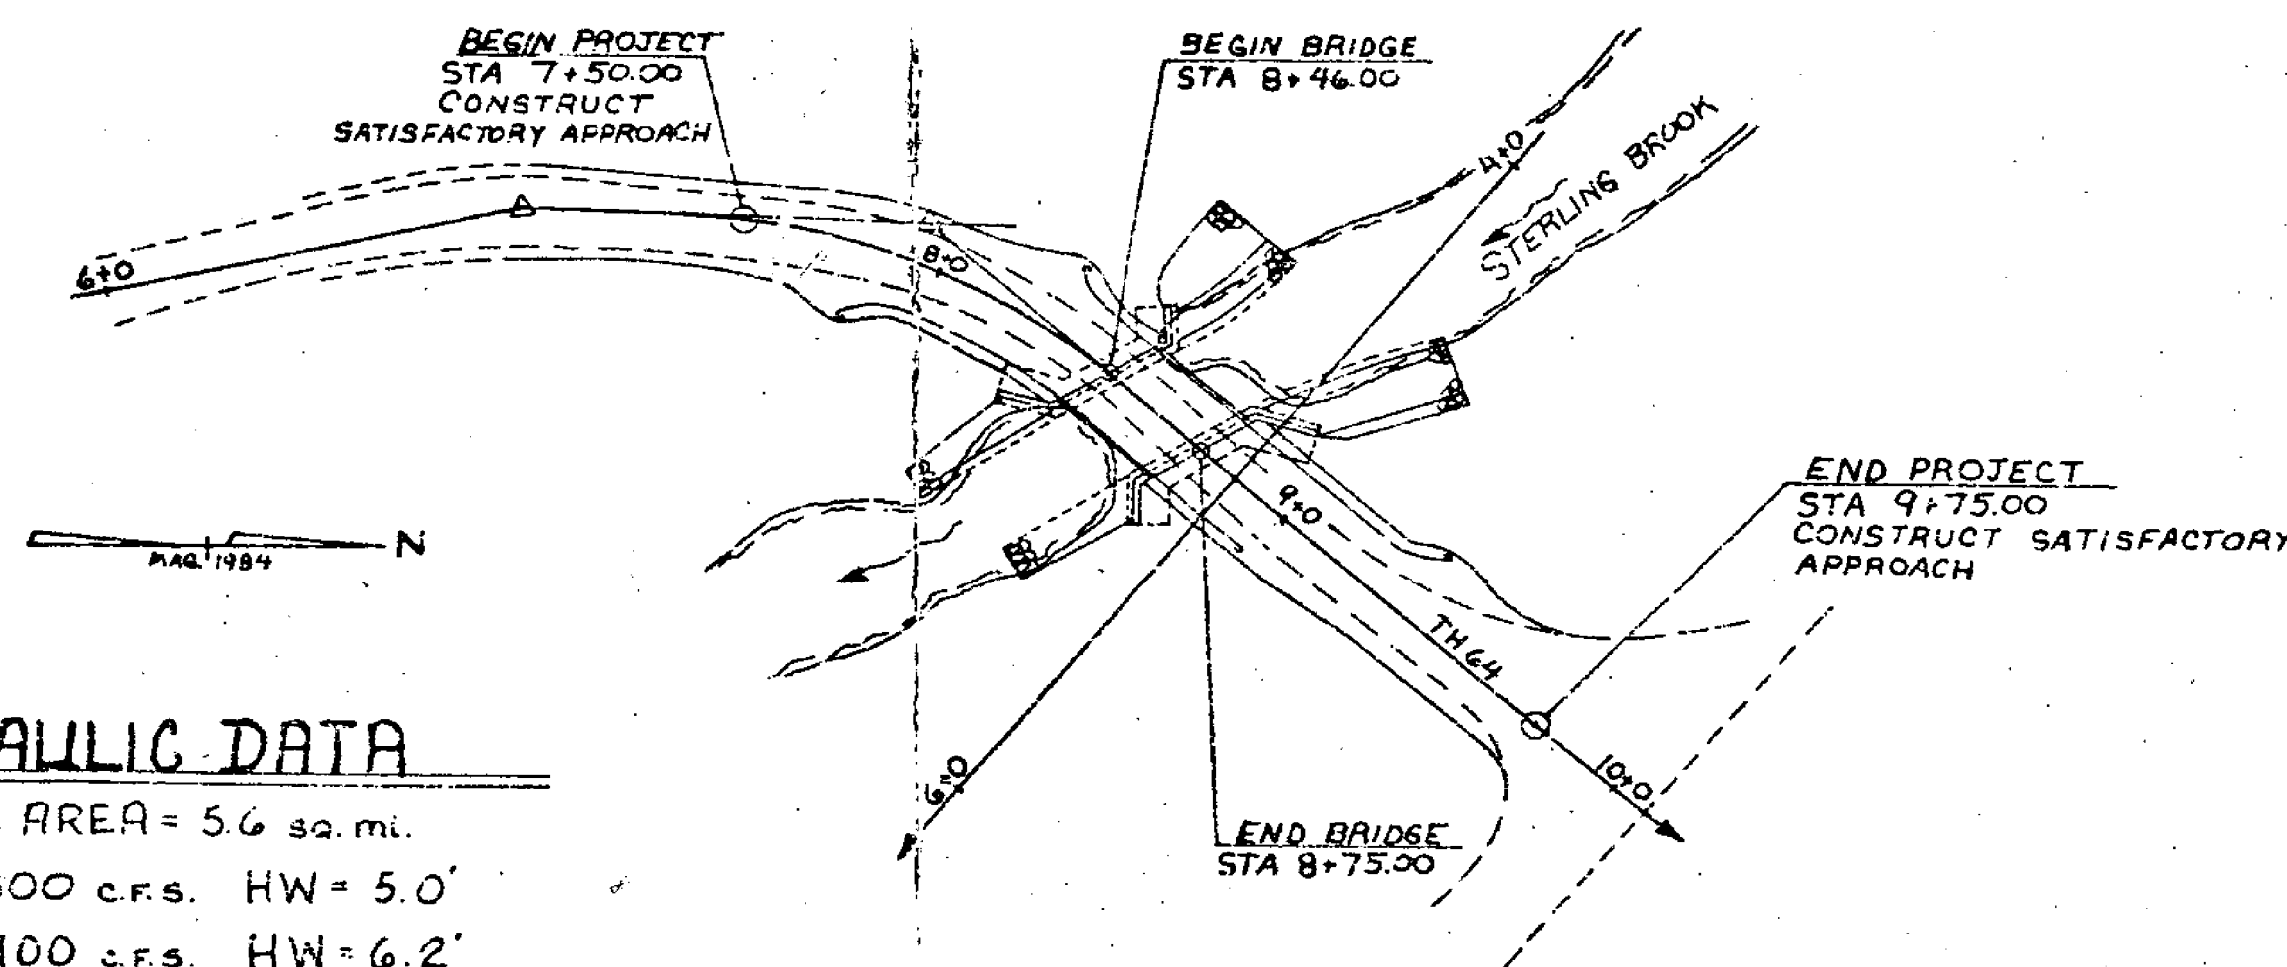 BEGIN PROJECT
STA 7+50.00
CONSTRUCT
SATISFACTORY APPROACH
BEGIN BRIDGE
STA 8+46.00
4+0
STERLING BROOK
6+0
8+0
9+0
END PROJECT
STA 9+75.00
CONSTRUCT SATISFACTORY
APPROACH
N
MAG. 1984
TH 64
10+0
6+0
END BRIDGE
STA 8+75.00
AULIC DATA
AREA = 5.6 sq. mi.
00 C.F.S. HW = 5.0'
100 C.F.S. HW = 6.2'